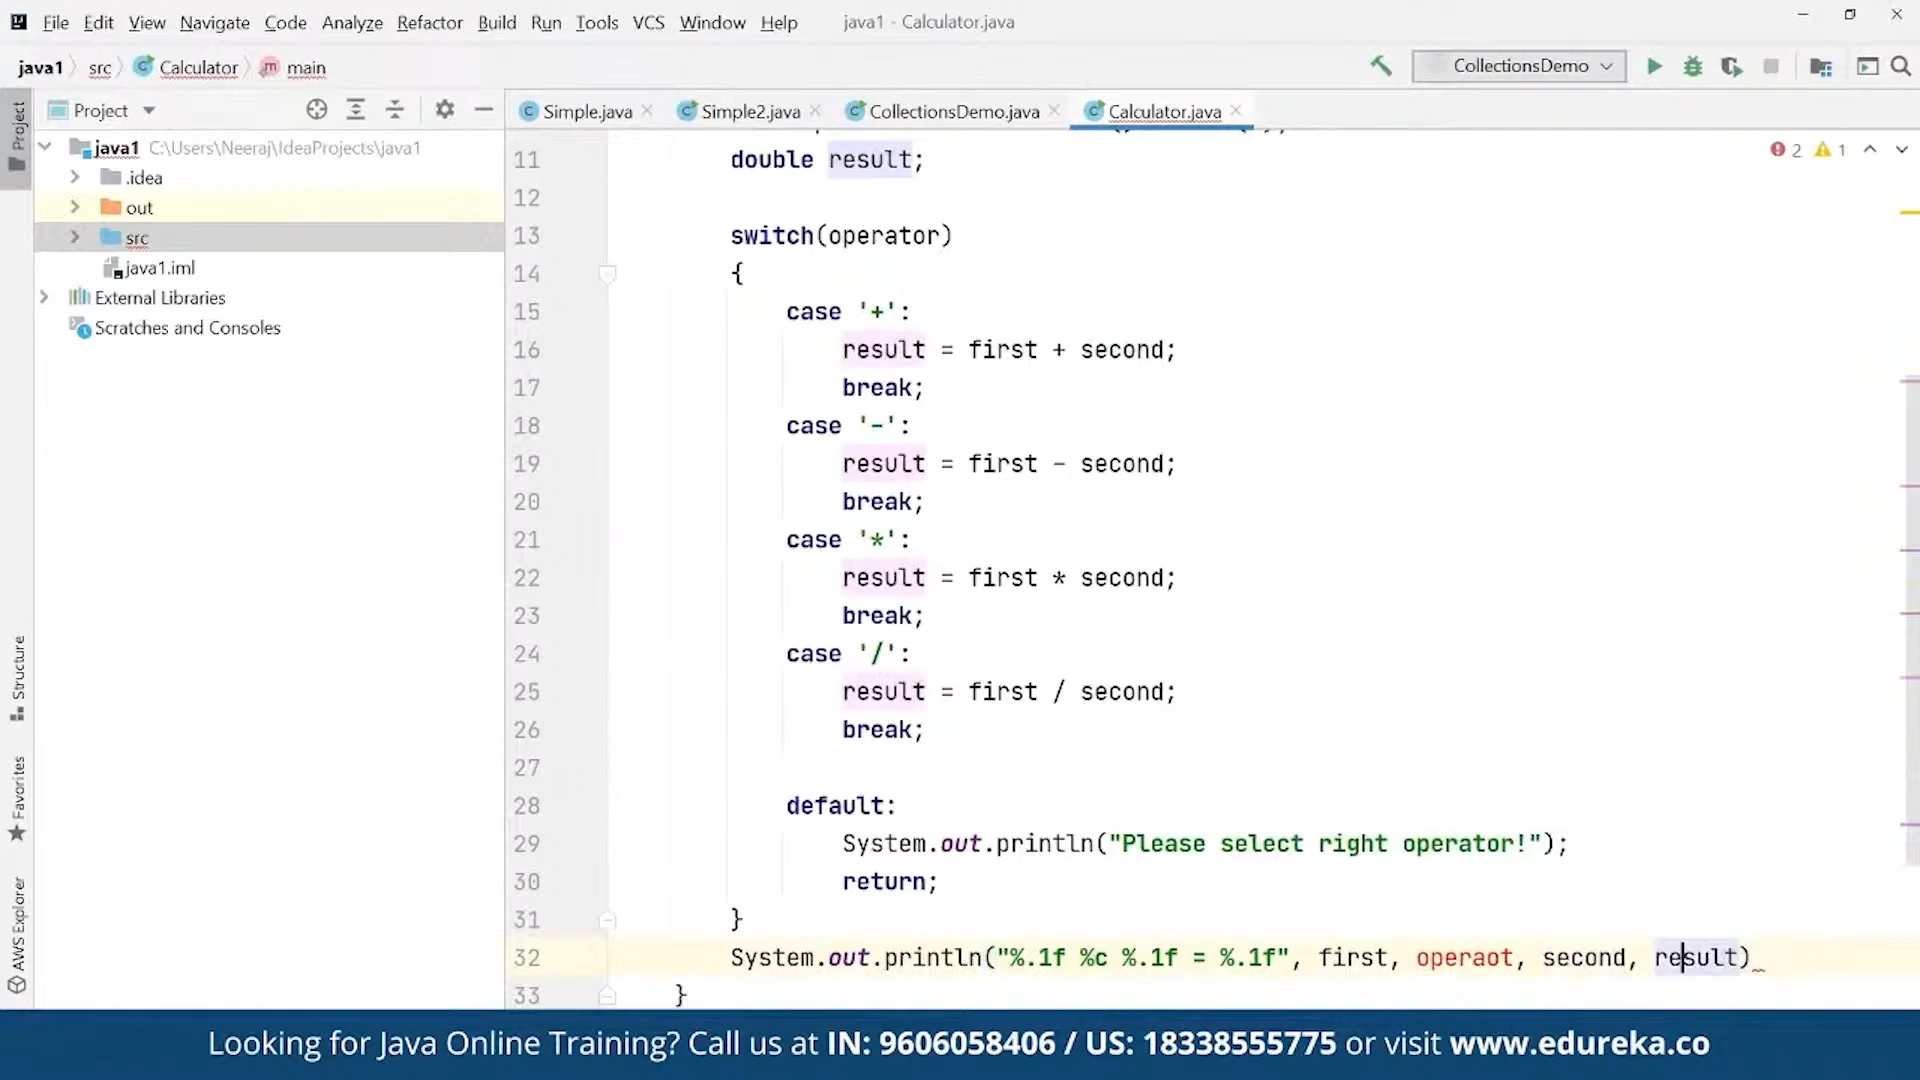 File Edit View Navigate Code Analyze Refactor Build Run Tools VCS Window Help java1 - Calculator.java
java1 src Calculator main CollectionsDemo
Project Simple.java Simple2.java CollectionsDemo.java Calculator.java
Project
java1 C:\Users\Neeraj\IdeaProjects\java1
.idea
out
src
java1.iml
External Libraries
Scratches and Consoles
Structure
Favorites
AWS Explorer
2 1
11 double result;
12
13 switch(operator)
14 {
15 case '+':
16 result = first + second;
17 break;
18 case '-':
19 result = first - second;
20 break;
21 case '*':
22 result = first * second;
23 break;
24 case '/':
25 result = first / second;
26 break;
27
28 default:
29 System.out.println("Please select right operator!");
30 return;
31 }
32 System.out.println("%.1f %c %.1f = %.1f", first, operaot, second, result)
33 }
Looking for Java Online Training? Call us at IN: 9606058406 / US: 18338555775 or visit www.edureka.co